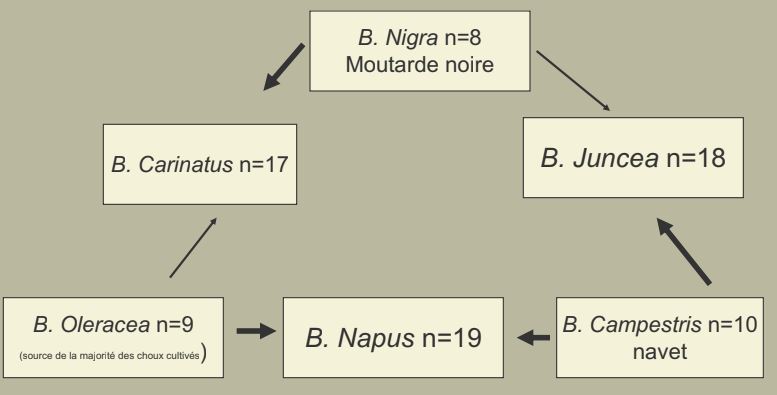 B. Nigra n=8
Moutarde noire
B. Carinatus n=17
B. Juncea n=18
B. Oleracea n=9
(source de la majorité des choux cultivés)
B. Napus n=19
B. Campestris n=10
navet